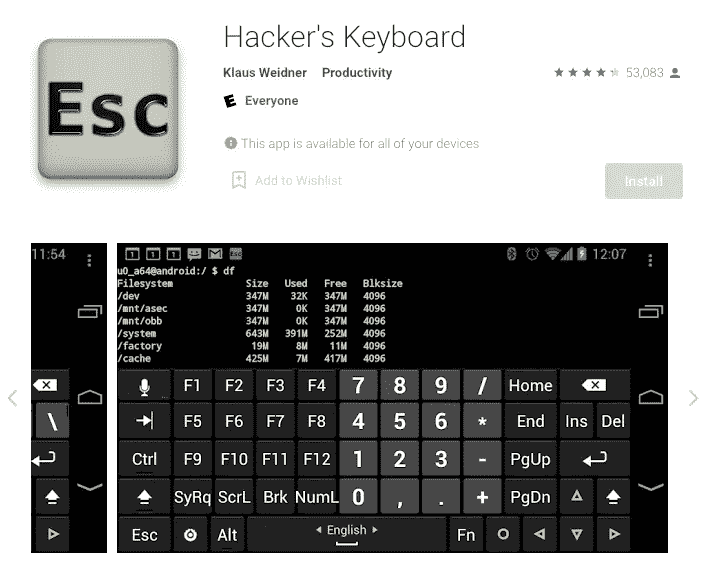 Esc
Hacker's Keyboard
Klaus Weidner Productivity 53,083
E Everyone
This app is available for all of your devices
Add to Wishlist Install
11:54
\
1 1 1 12:07
u0_a64@android:/ $ df
Filesystem Size Used Free Blksize
/dev 347M 32K 347M 4096
/mnt/asec 347M 0K 347M 4096
/mnt/obb 347M 0K 347M 4096
/system 643M 391M 252M 4096
/factory 19M 8M 11M 4096
/cache 425M 7M 417M 4096
F1 F2 F3 F4 7 8 9 / Home
F5 F6 F7 F8 4 5 6 * End Ins Del
Ctrl F9 F10 F11 F12 1 2 3 - PgUp
SyRq ScrL Brk NumL 0 , . + PgDn
Esc Alt English Fn